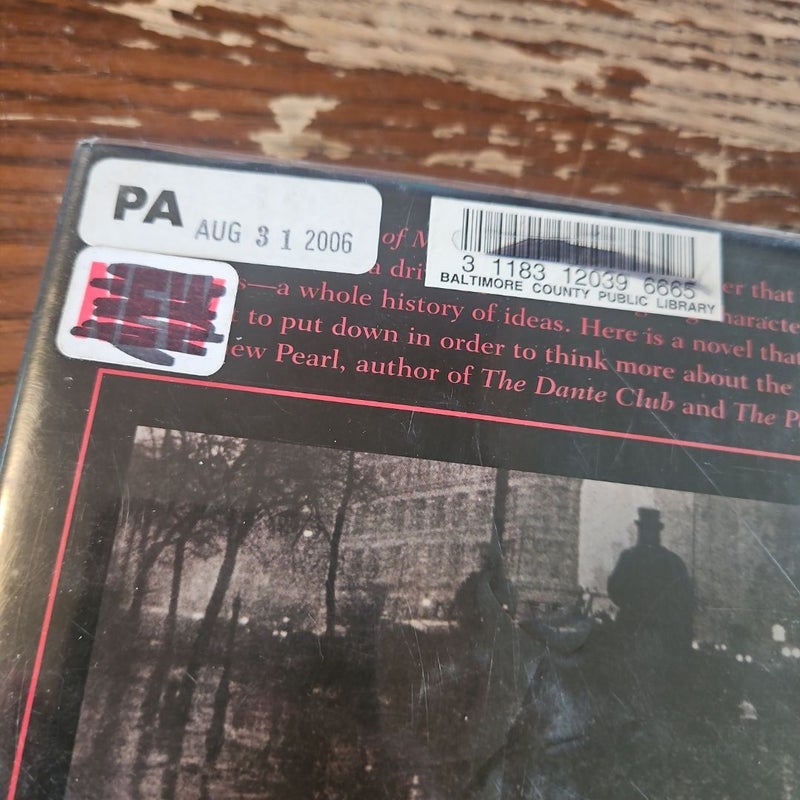 PA AUG 31 2006
3 1183 12039 6665
BALTIMORE COUNTY PUBLIC LIBRARY
of
a er that
—a whole history of ideas. Here is a novel that
to put down in order to think more about the
Pearl, author of The Dante Club and The